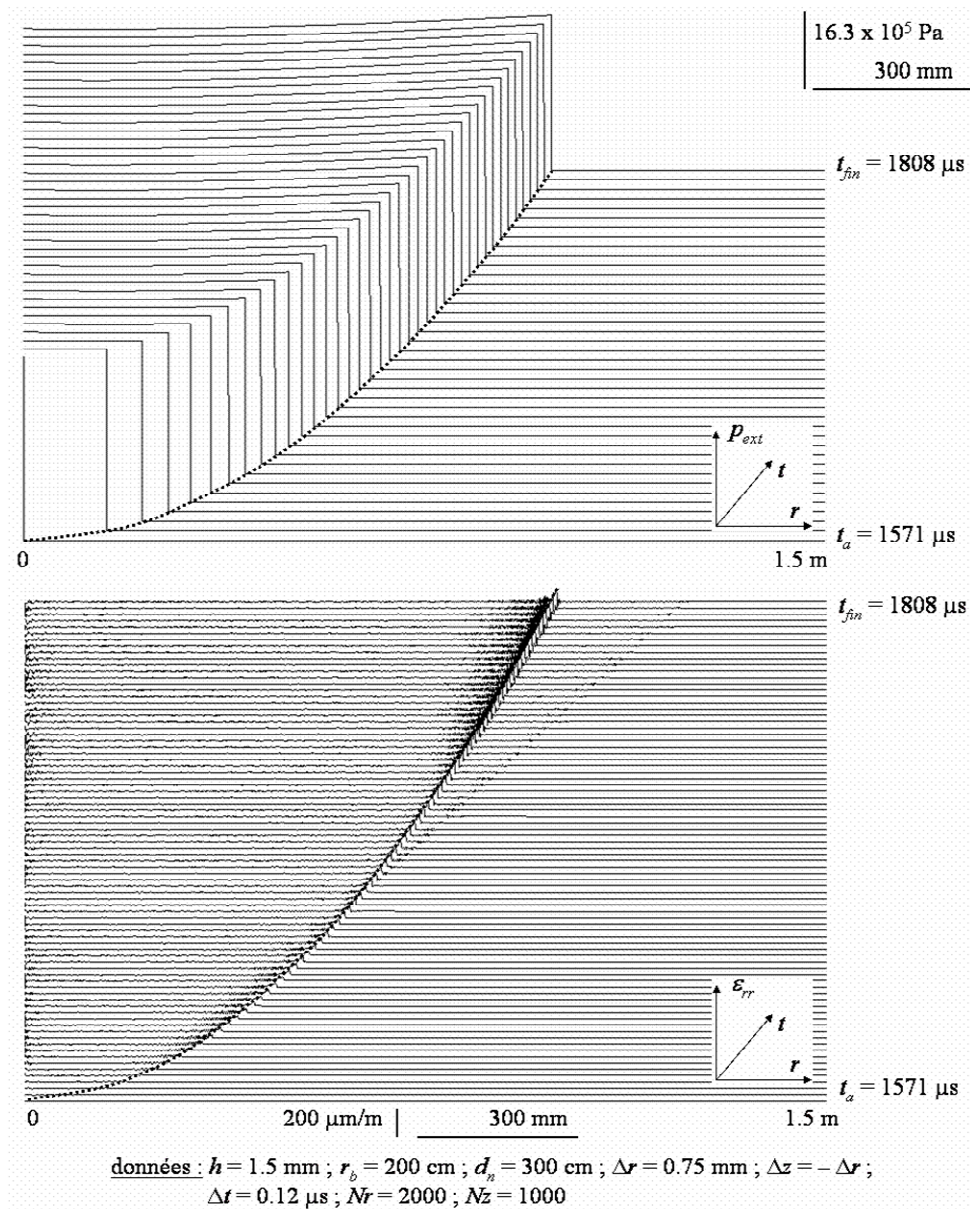 16.3 x 10⁵ Pa
300 mm
t_fin = 1808 μs
p_ext
t
r
t_a = 1571 μs
0
1.5 m
t_fin = 1808 μs
ε_rr
t
r
t_a = 1571 μs
0
200 μm/m
300 mm
1.5 m
données : h = 1.5 mm ; r_b = 200 cm ; d_n = 300 cm ; Δr = 0.75 mm ; Δz = – Δr ;
Δt = 0.12 μs ; Nr = 2000 ; Nz = 1000